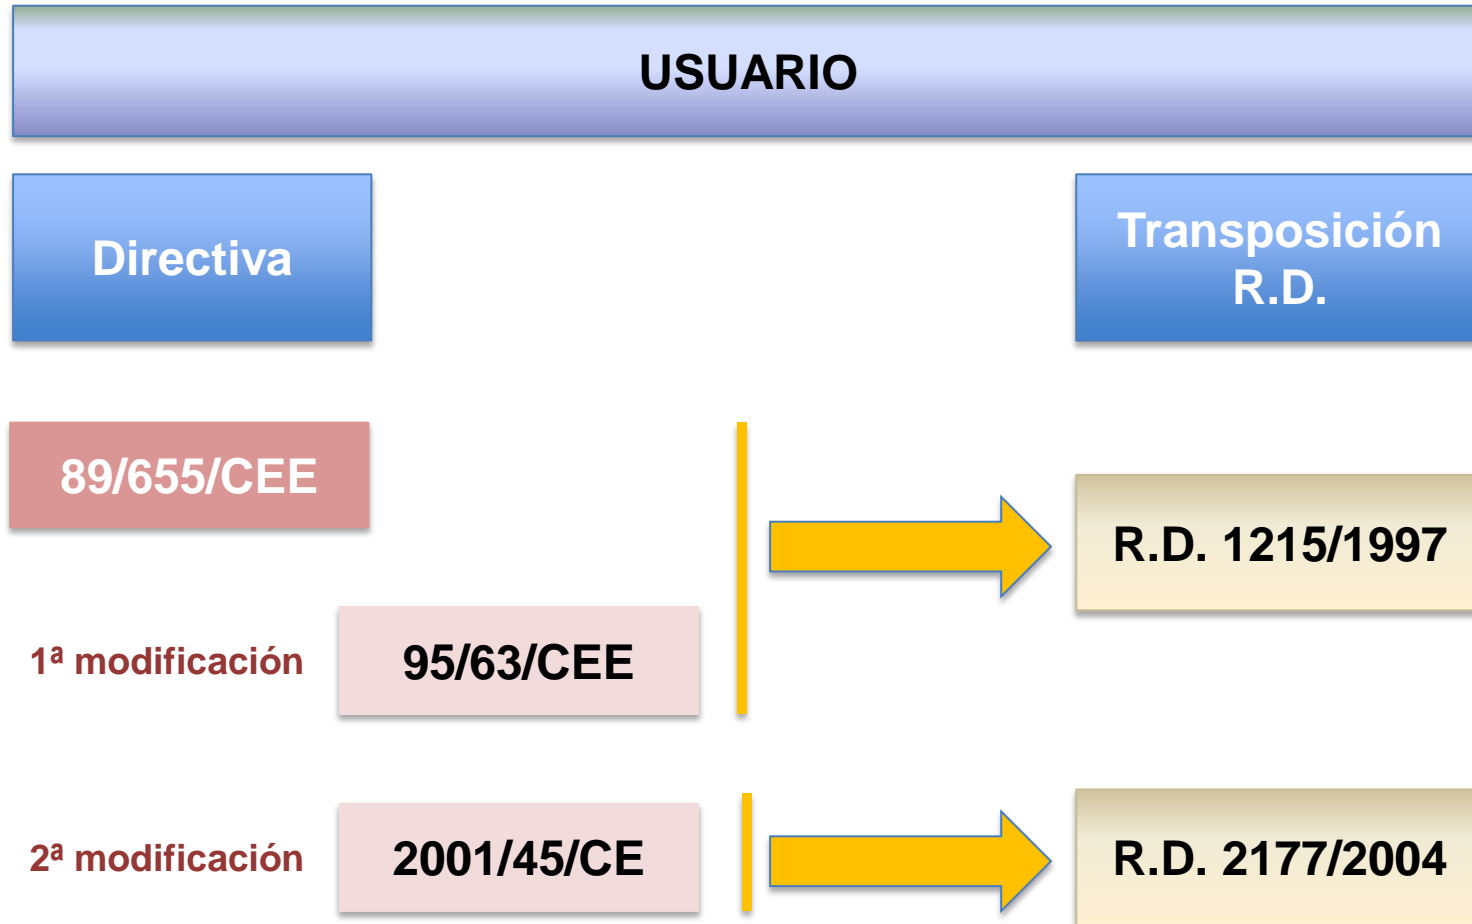 USUARIO
Directiva
Transposición
R.D.
89/655/CEE
R.D. 1215/1997
1ª modificación
95/63/CEE
2ª modificación
2001/45/CE
R.D. 2177/2004